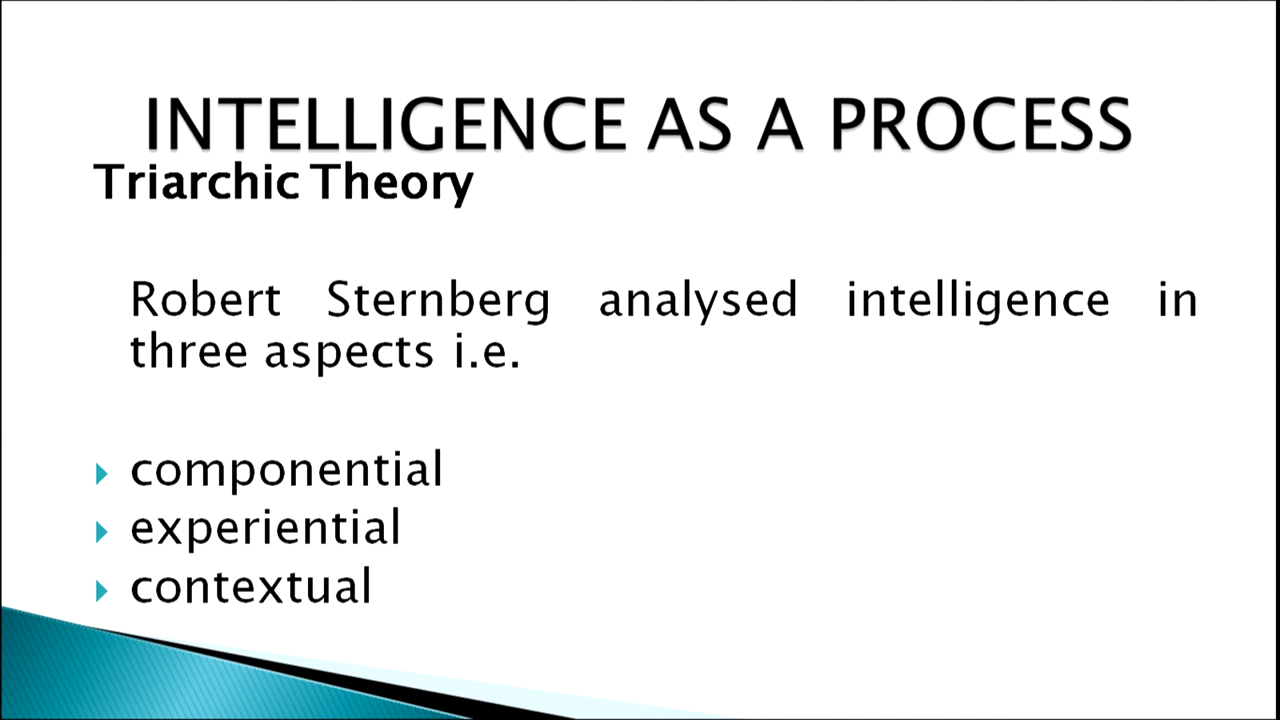 INTELLIGENCE AS A PROCESS
Triarchic Theory
Robert Sternberg analysed intelligence in
three aspects i.e.
componential
experiential
contextual